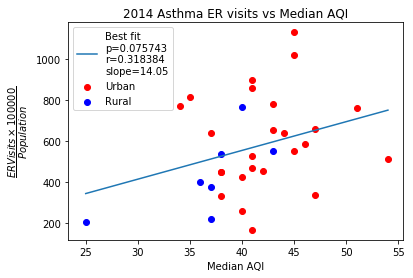 2014 Asthma ER visits vs Median AQI
Best fit
p=0.075743
r=0.318384
slope=14.05
Urban
Rural
ERVisits × 100000
Population
1000
800
600
400
200
25 30 35 40 45 50 55
Median AQI